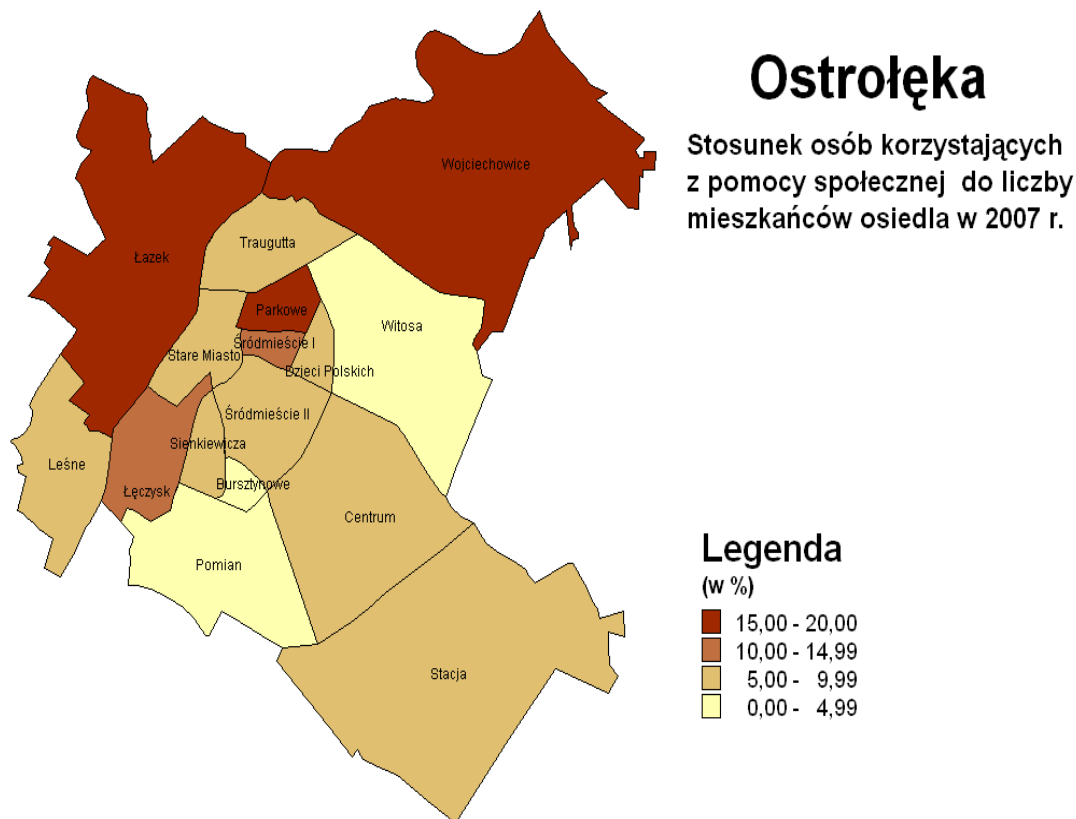 Ostrołęka
Stosunek osób korzystających
z pomocy społecznej do liczby
mieszkańców osiedla w 2007 r.
Wojciechowice
Łazek
Traugutta
Parkowe
Witosa
Śródmieście I
Stare Miasto
Dzieci Polskich
Śródmieście II
Sienkiewicza
Leśne
Łęczysk
Bursztynowe
Centrum
Pomian
Stacja
Legenda
(w %)
15,00 - 20,00
10,00 - 14,99
5,00 - 9,99
0,00 - 4,99